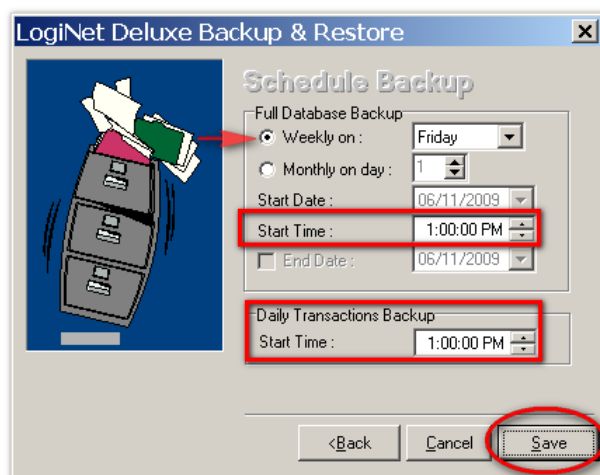 LogiNet Deluxe Backup & Restore
Schedule Backup
Full Database Backup
Weekly on : Friday
Monthly on day : 1
Start Date : 06/11/2009
Start Time : 1:00:00 PM
End Date : 06/11/2009
Daily Transactions Backup
Start Time : 1:00:00 PM
<Back Cancel Save